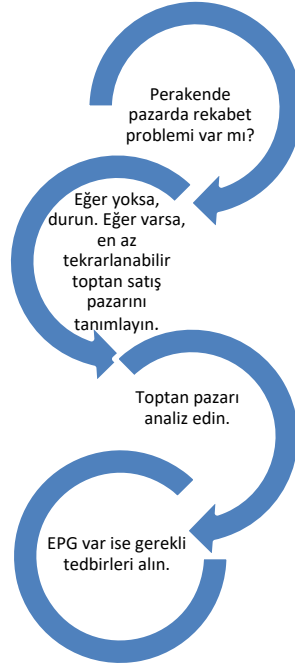 Perakende
pazarda rekabet
problemi var mı?
Eğer yoksa,
durun. Eğer varsa,
en az
tekrarlanabilir
toptan satış
pazarını
tanımlayın.
Toptan pazarı
analiz edin.
EPG var ise gerekli
tedbirleri alın.